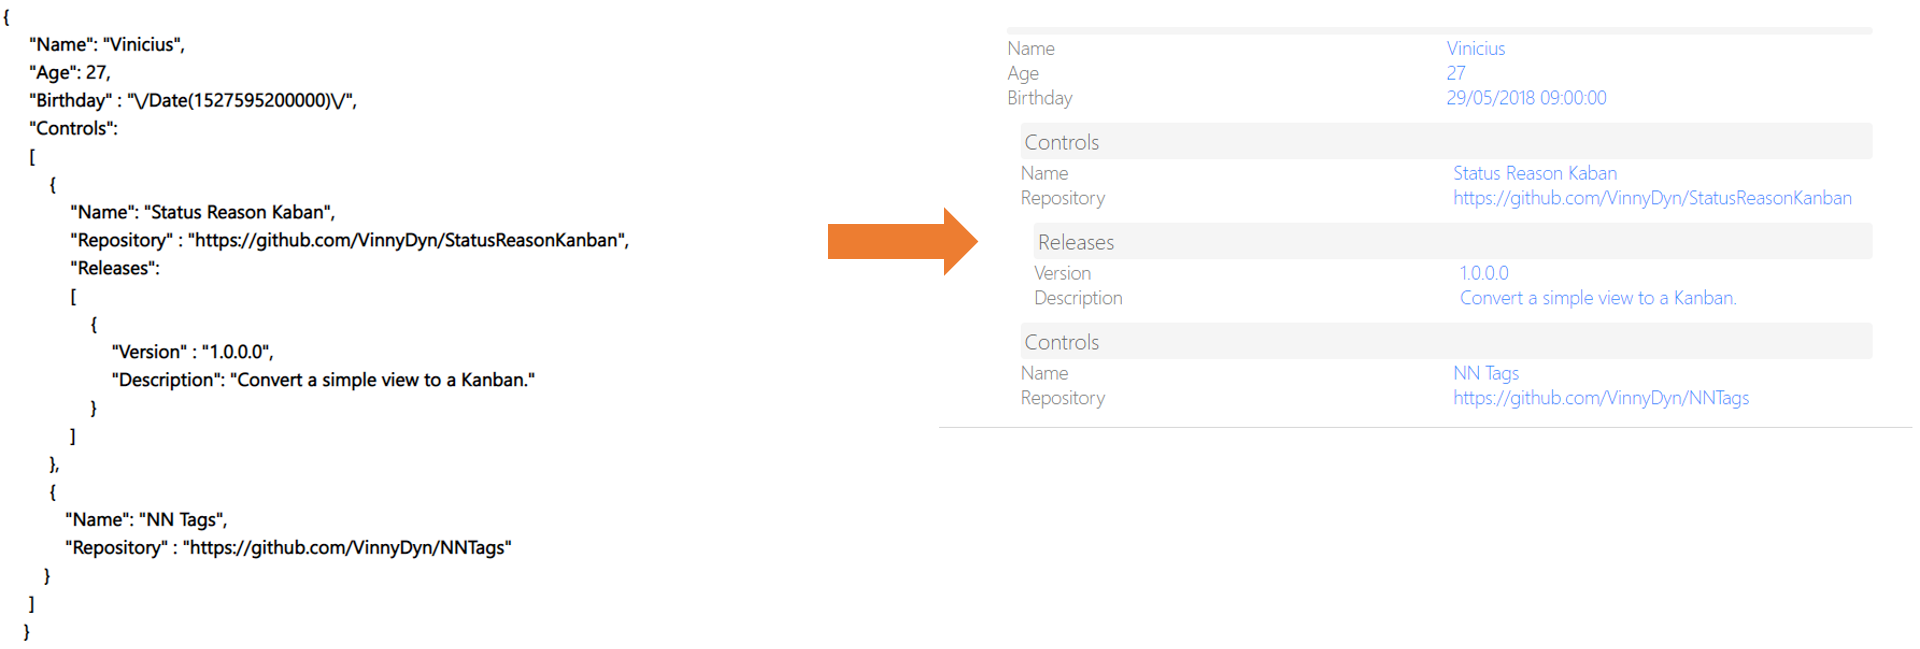 {
"Name": "Vinicius",
"Age": 27,
"Birthday" : "\/Date(1527595200000)\/",
"Controls":
[
{
"Name": "Status Reason Kaban",
"Repository" : "https://github.com/VinnyDyn/StatusReasonKanban",
"Releases":
[
{
"Version" : "1.0.0.0",
"Description": "Convert a simple view to a Kanban."
}
]
},
{
"Name": "NN Tags",
"Repository" : "https://github.com/VinnyDyn/NNTags"
}
]
}
Name Vinicius
Age 27
Birthday 29/05/2018 09:00:00
Controls
Name Status Reason Kaban
Repository https://github.com/VinnyDyn/StatusReasonKanban
Releases
Version 1.0.0.0
Description Convert a simple view to a Kanban.
Controls
Name NN Tags
Repository https://github.com/VinnyDyn/NNTags